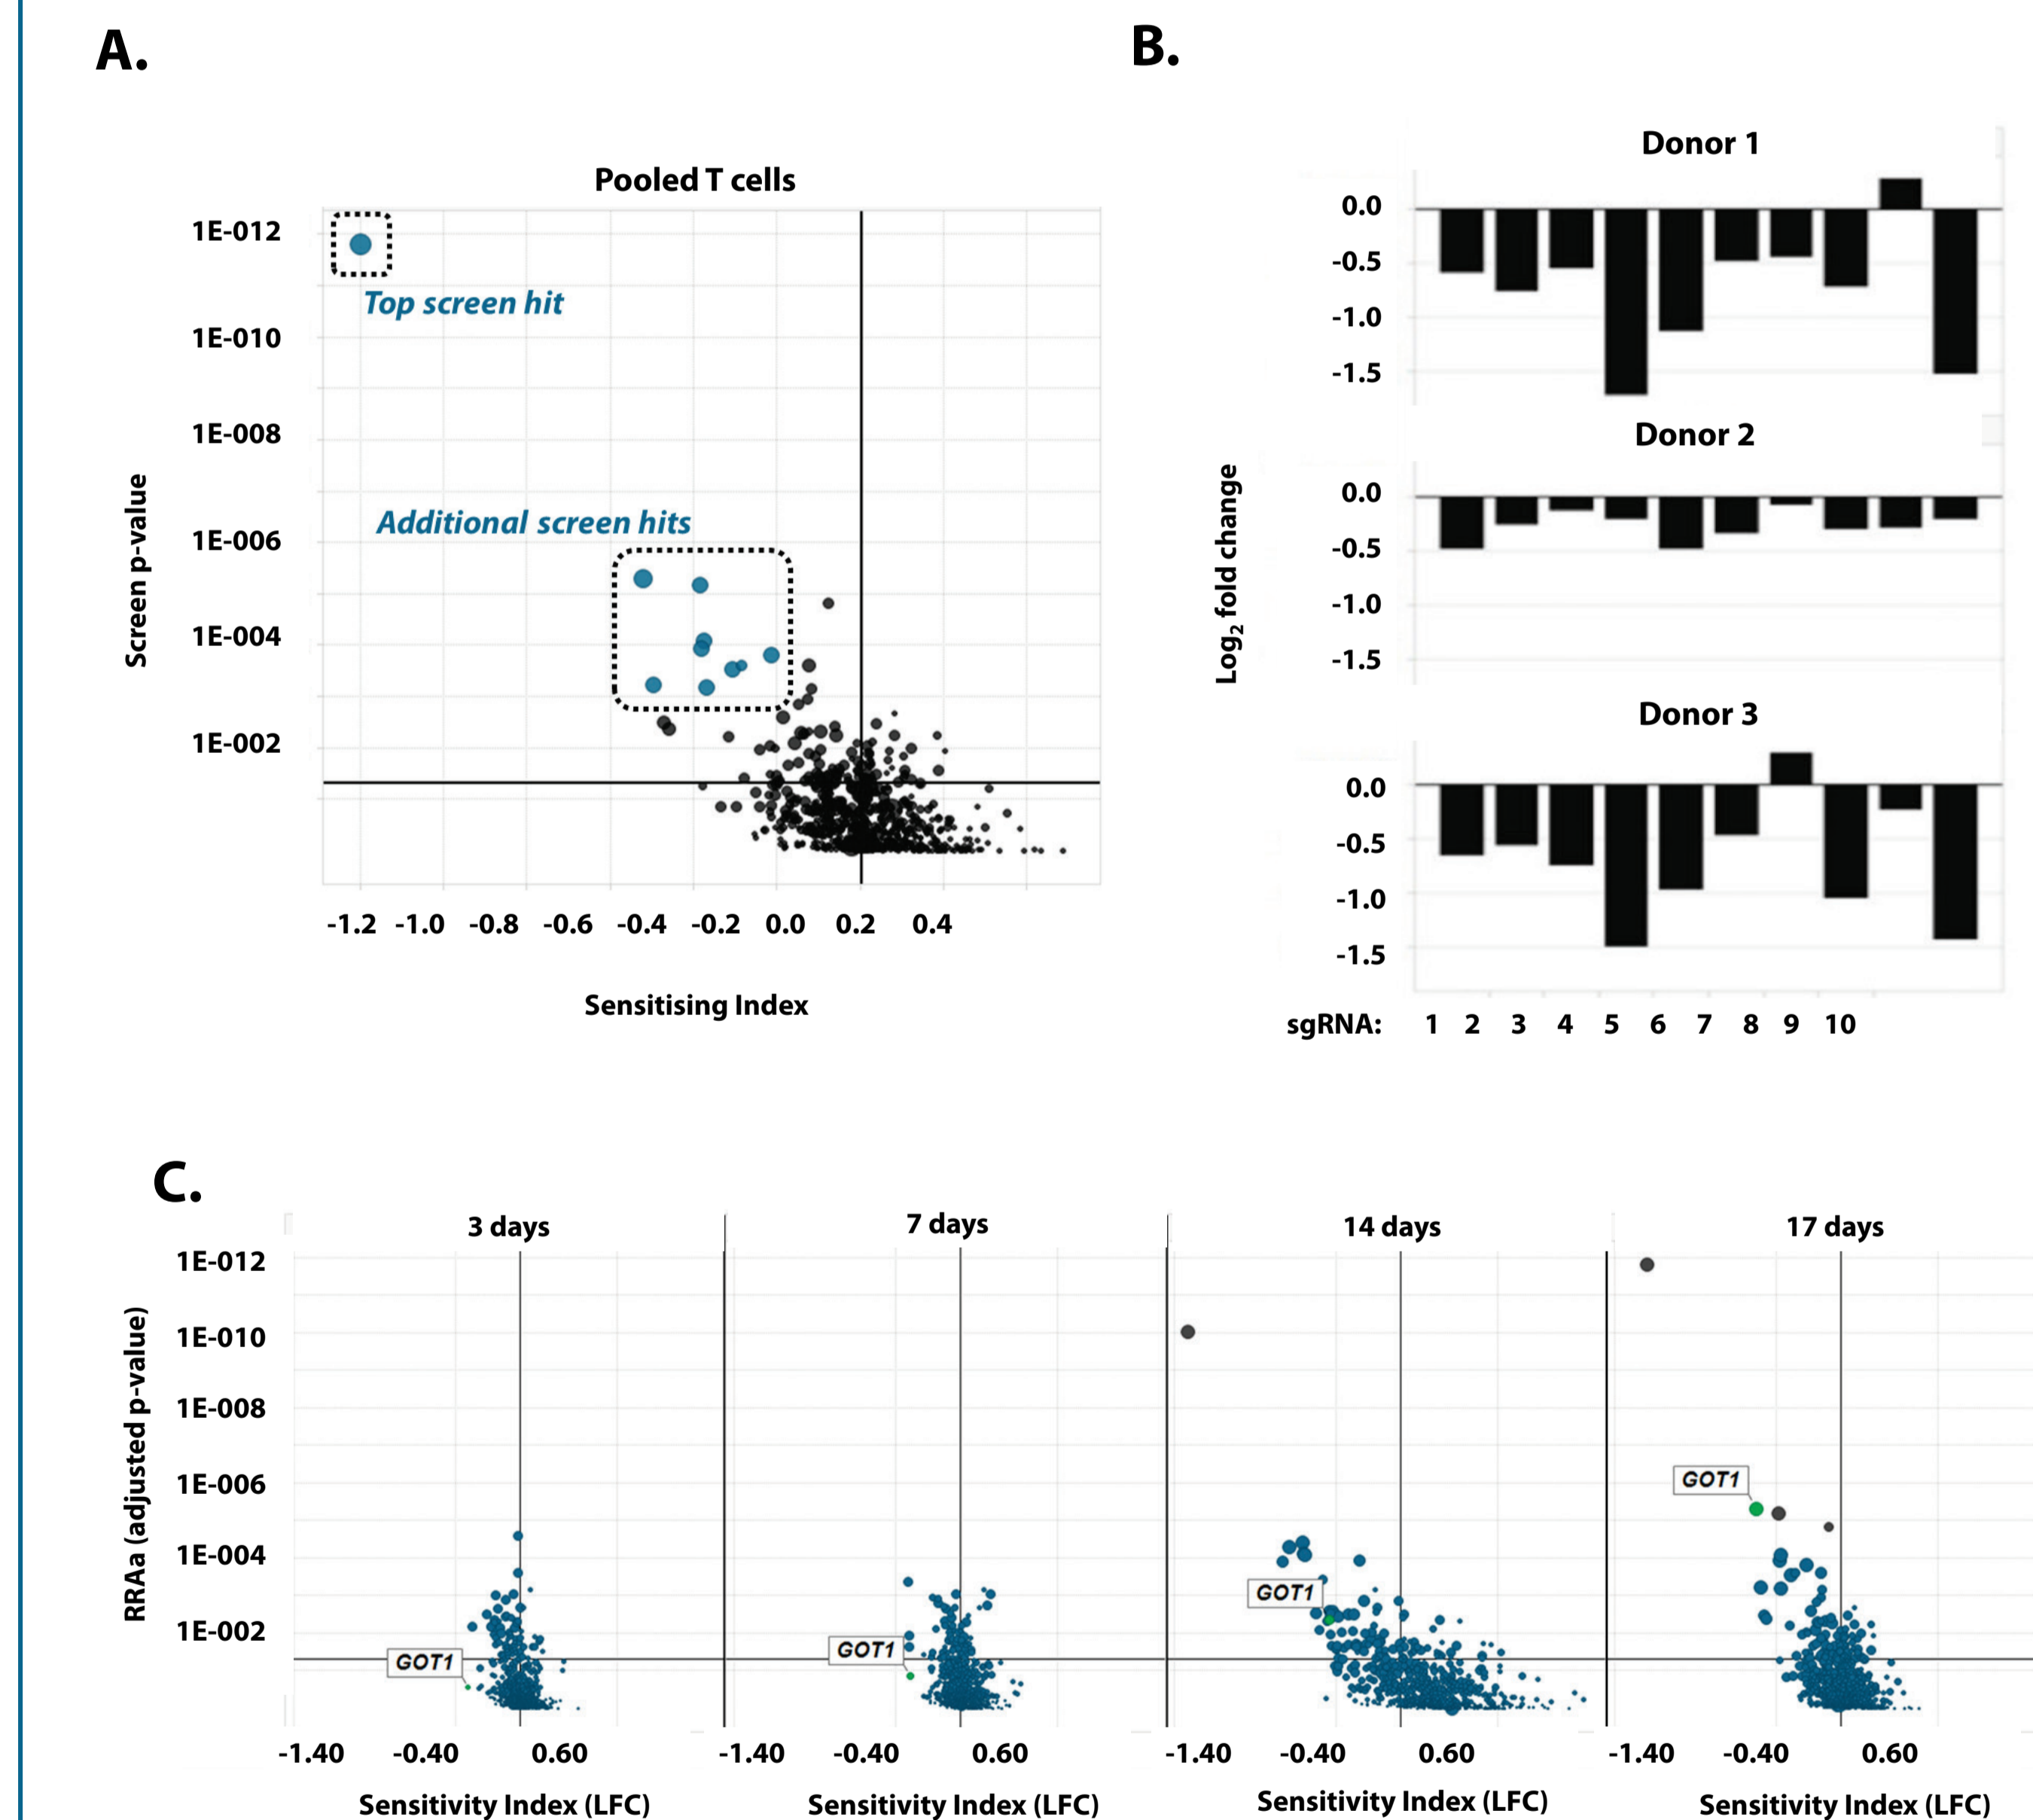 A.
Pooled T cells
1E-012
1E-010
1E-008
1E-006
1E-004
1E-002
Screen p-value
Top screen hit
Additional screen hits
-1.2 -1.0 -0.8 -0.6 -0.4 -0.2 0.0 0.2 0.4
Sensitising Index
B.
Log2 fold change
Donor 1
0.0
-0.5
-1.0
-1.5
Donor 2
0.0
-0.5
-1.0
-1.5
Donor 3
0.0
-0.5
-1.0
-1.5
sgRNA: 1 2 3 4 5 6 7 8 9 10
C.
3 days 7 days 14 days 17 days
RRAa (adjusted p-value)
1E-012
1E-010
1E-008
1E-006
1E-004
1E-002
GOT1
GOT1
GOT1
GOT1
-1.40 -0.40 0.60 -1.40 -0.40 0.60 -1.40 -0.40 0.60 -1.40 -0.40 0.60
Sensitivity Index (LFC) Sensitivity Index (LFC) Sensitivity Index (LFC) Sensitivity Index (LFC)